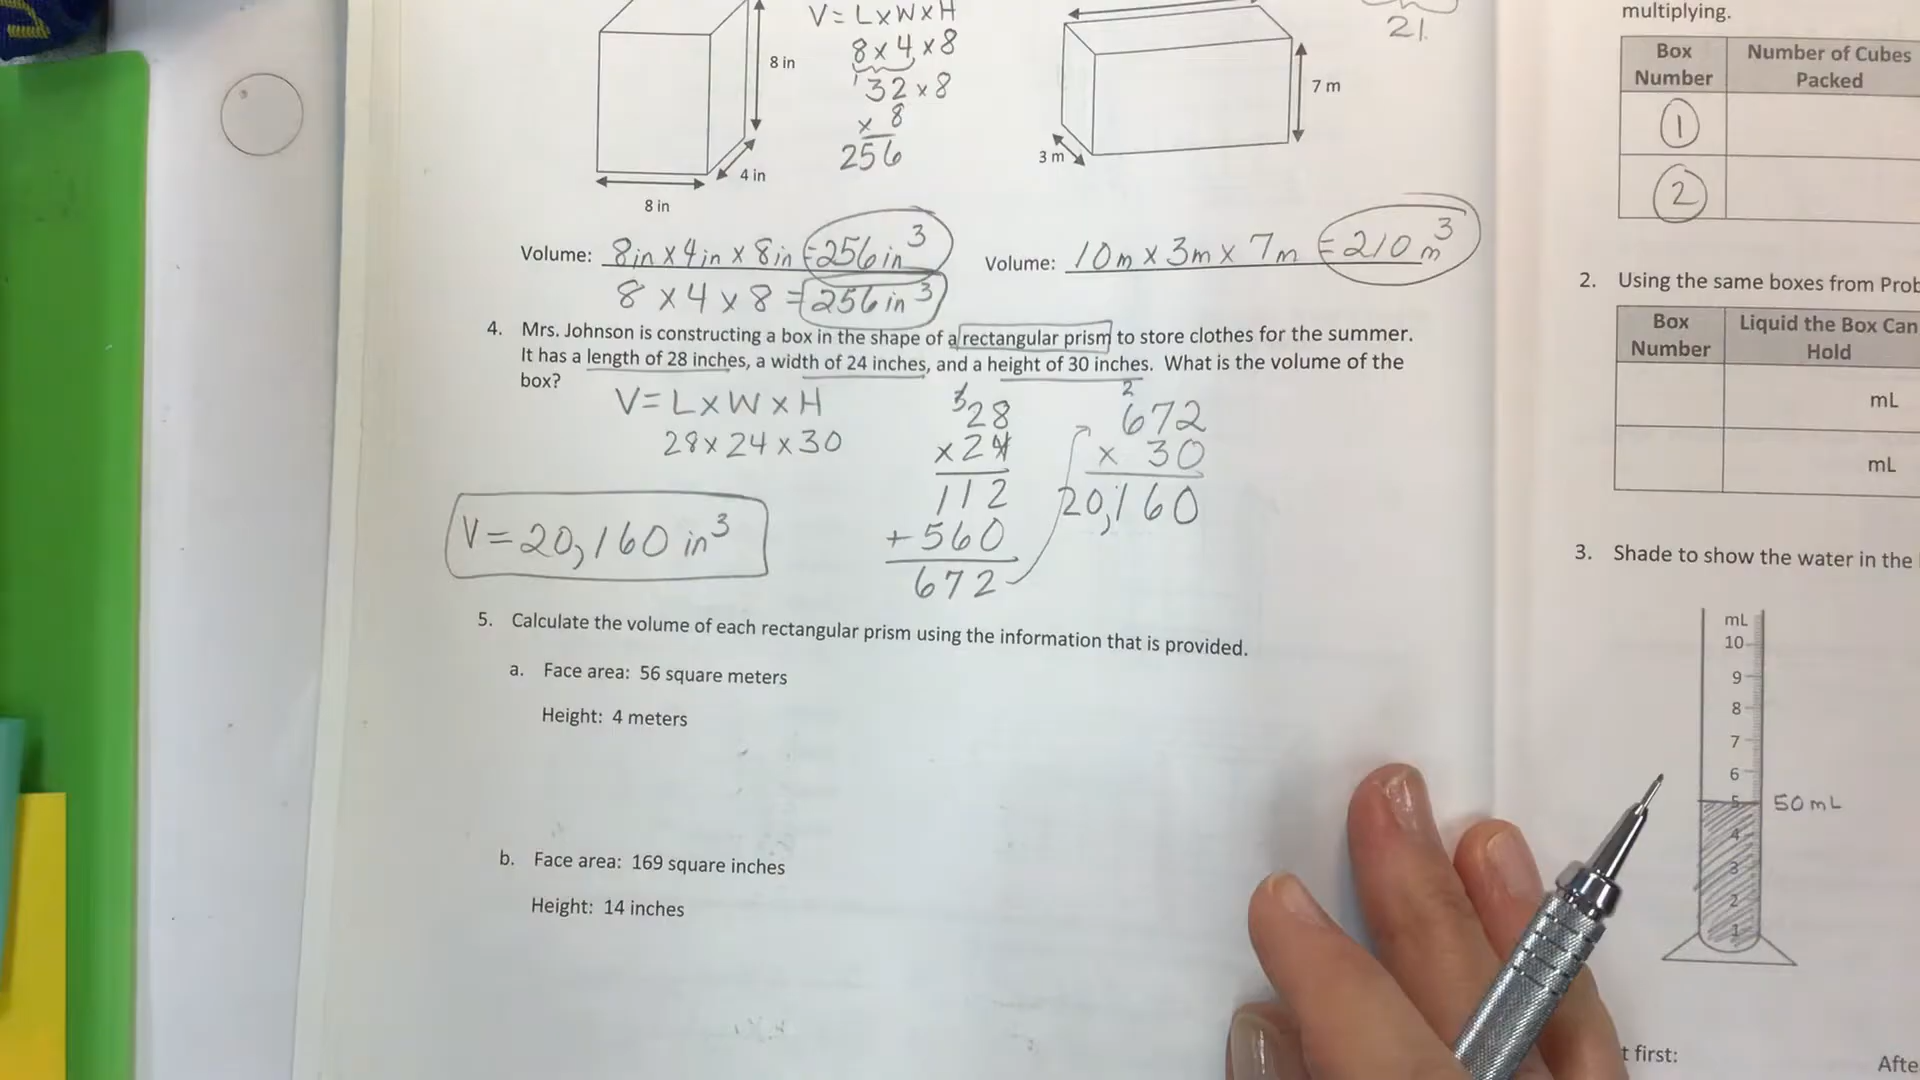 V= L x W x H
8 x 4 x 8
32 x 8
x 8
256
8 in
4 in
8 in
7 m
3 m
21
Volume: 8in x 4in x 8in = 256 in³
8 x 4 x 8 = 256 in³
Volume: 10m x 3m x 7m = 210 m³
4. Mrs. Johnson is constructing a box in the shape of a rectangular prism to store clothes for the summer.
It has a length of 28 inches, a width of 24 inches, and a height of 30 inches. What is the volume of the
box?
V= L x W x H
28 x 24 x 30
V= 20,160 in³
3
28
x 24
112
+ 560
672
2
672
x 30
20,160
5. Calculate the volume of each rectangular prism using the information that is provided.
a. Face area: 56 square meters
Height: 4 meters
b. Face area: 169 square inches
Height: 14 inches
multiplying.
Box Number
Number of Cubes Packed
1
2
2. Using the same boxes from
Box Number
Liquid the Box Can Hold
mL
mL
3. Shade to show the water in the
mL
10
9
8
7
6
5
4
3
2
1
50 mL
first: